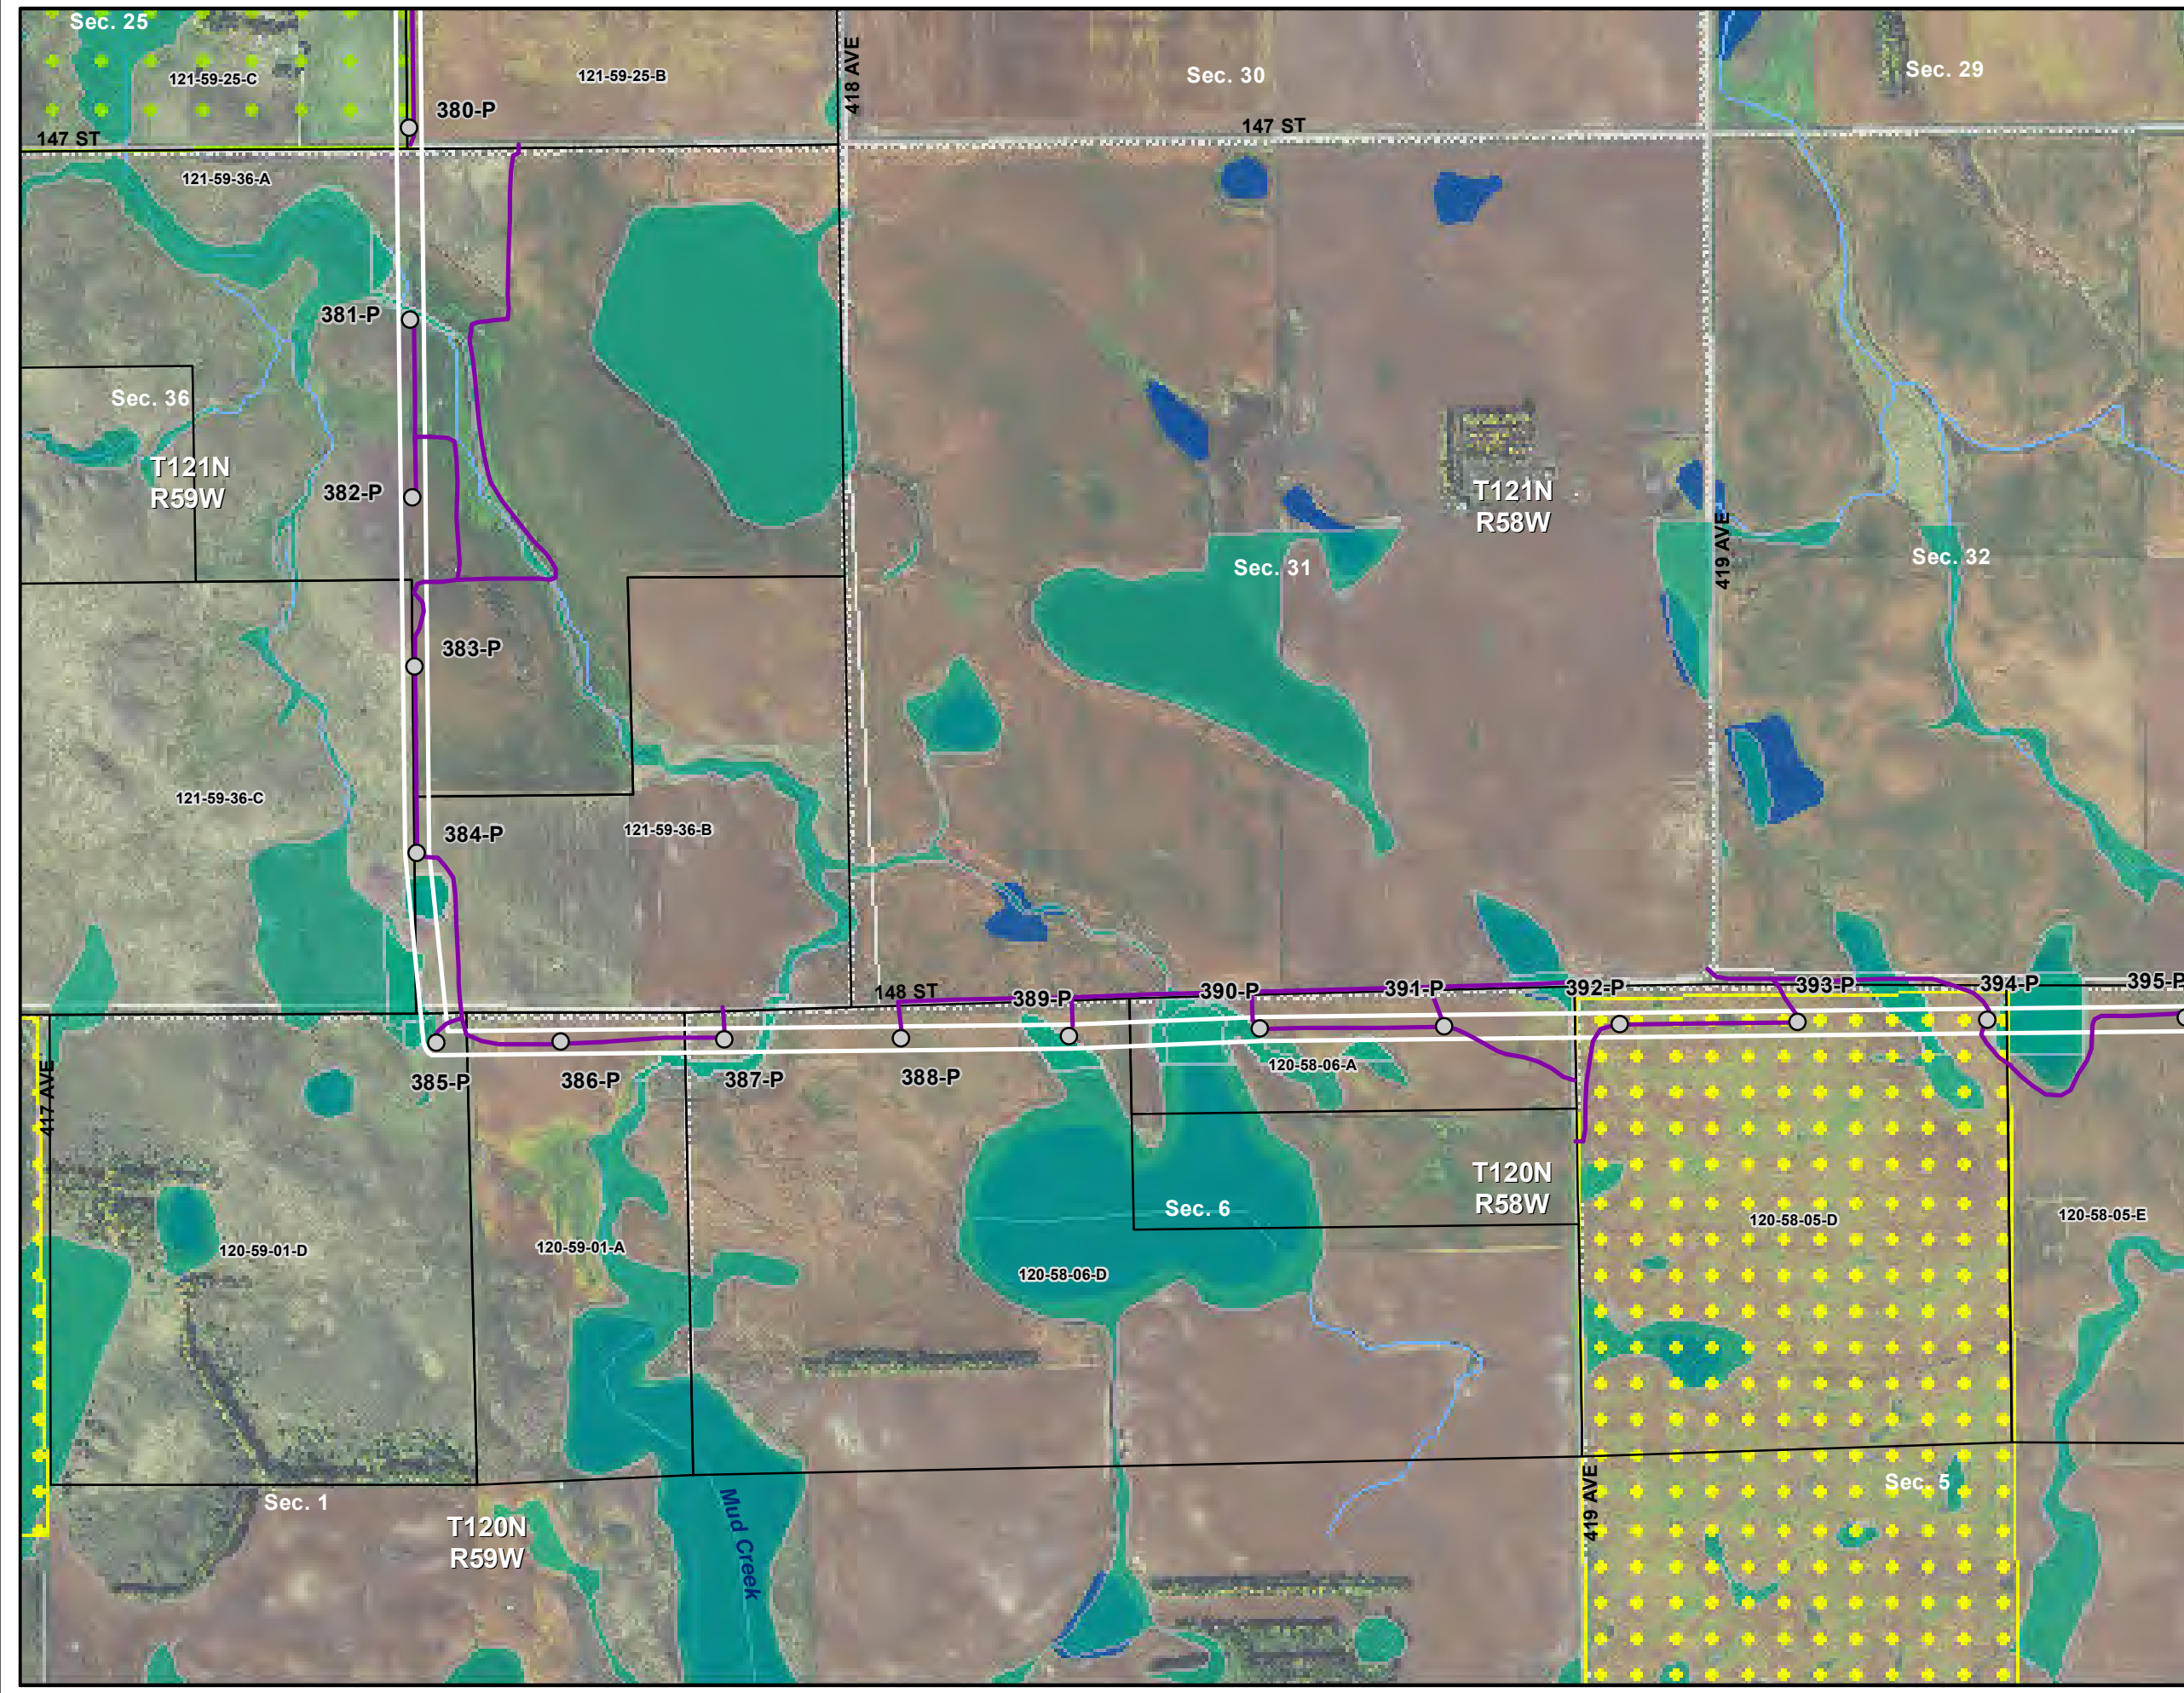 Sec. 25
121-59-25-C
121-59-25-B
418 AVE
Sec. 30
Sec. 29
380-P
147 ST
147 ST
121-59-36-A
381-P
Sec. 36
T121N
R59W
382-P
T121N
R58W
419 AVE
Sec. 31
Sec. 32
383-P
121-59-36-C
384-P
121-59-36-B
148 ST
389-P
390-P
391-P
392-P
393-P
394-P
395-P
417 AVE
385-P
386-P
387-P
388-P
120-58-06-A
T120N
R58W
Sec. 6
120-58-05-D
120-58-05-E
120-59-01-D
120-59-01-A
120-58-06-D
Sec. 1
T120N
R59W
Mud Creek
419 AVE
Sec. 5